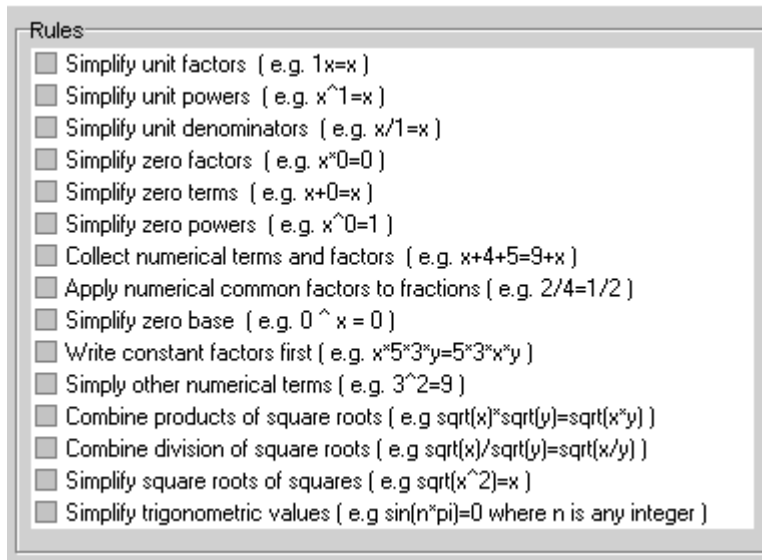 Rules
Simplify unit factors ( e.g. 1x=x )
Simplify unit powers ( e.g. x^1=x )
Simplify unit denominators ( e.g. x/1=x )
Simplify zero factors ( e.g. x*0=0 )
Simplify zero terms ( e.g. x+0=x )
Simplify zero powers ( e.g. x^0=1 )
Collect numerical terms and factors ( e.g. x+4+5=9+x )
Apply numerical common factors to fractions ( e.g. 2/4=1/2 )
Simplify zero base ( e.g. 0 ^ x = 0 )
Write constant factors first ( e.g. x*5*3*y=5*3*x*y )
Simply other numerical terms ( e.g. 3^2=9 )
Combine products of square roots ( e.g sqrt(x)*sqrt(y)=sqrt(x*y) )
Combine division of square roots ( e.g sqrt(x)/sqrt(y)=sqrt(x/y) )
Simplify square roots of squares ( e.g sqrt(x^2)=x )
Simplify trigonometric values ( e.g sin(n*pi)=0 where n is any integer )